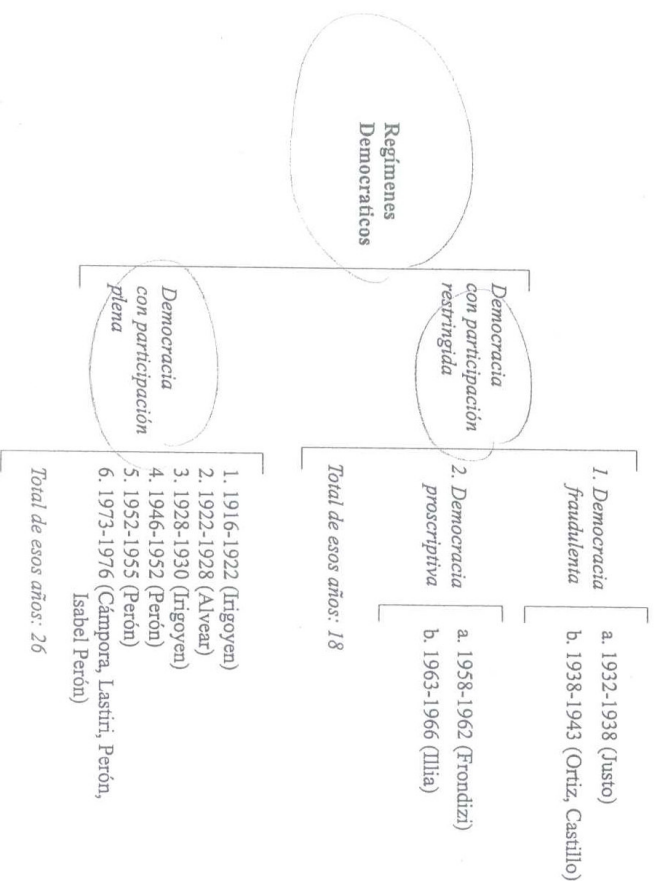 Regímenes
Democraticos
Democracia
con participación
restringida
1. Democracia
fraudulenta
a. 1932-1938 (Justo)
b. 1938-1943 (Ortiz, Castillo)
2. Democracia
proscriptiva
a. 1958-1962 (Frondizi)
b. 1963-1966 (Illia)
Total de esos años: 18
Democracia
con participación
plena
1. 1916-1922 (Irigoyen)
2. 1922-1928 (Alvear)
3. 1928-1930 (Irigoyen)
4. 1946-1952 (Perón)
5. 1952-1955 (Perón)
6. 1973-1976 (Cámpora, Lastiri, Perón,
Isabel Perón)
Total de esos años: 26